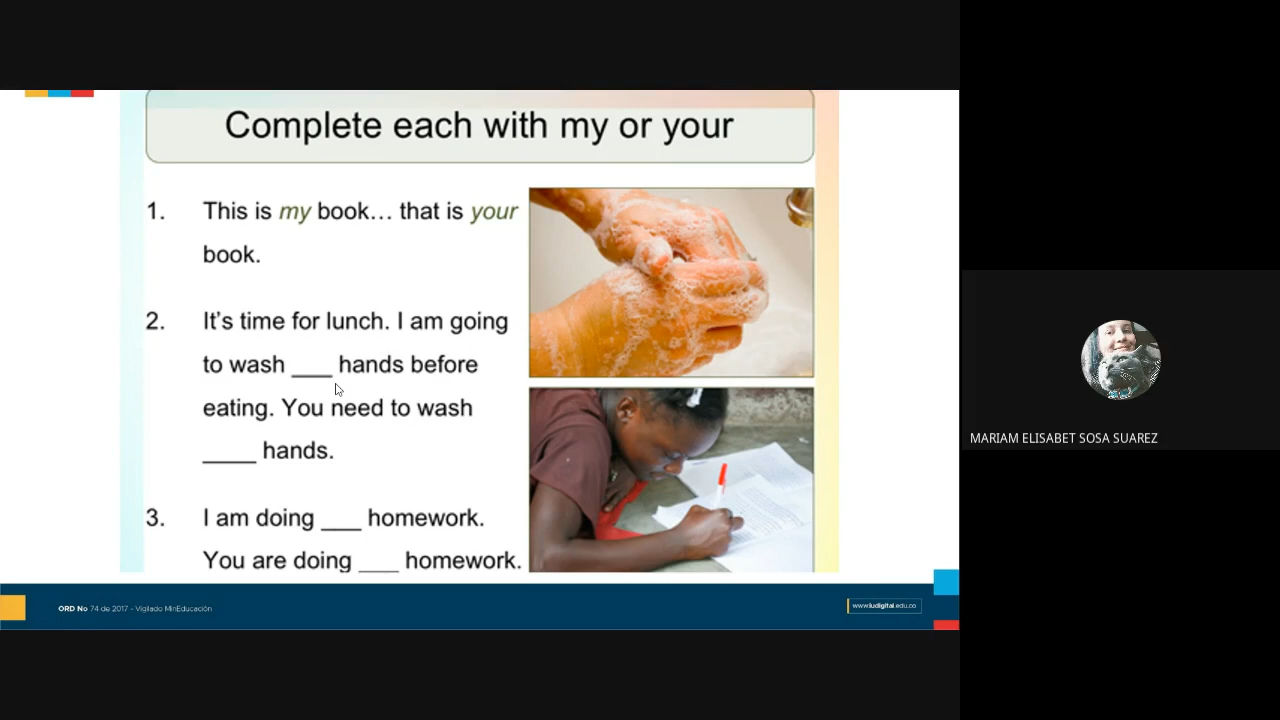 Complete each with my or your
1. This is my book… that is your
book.
2. It's time for lunch. I am going
to wash ___ hands before
eating. You need to wash
____ hands.
3. I am doing ___ homework.
You are doing ___ homework.
MARIAM ELISABET SOSA SUAREZ
ORD No 74 de 2017 - Vigilado MinEducación
www.iudigital.edu.co